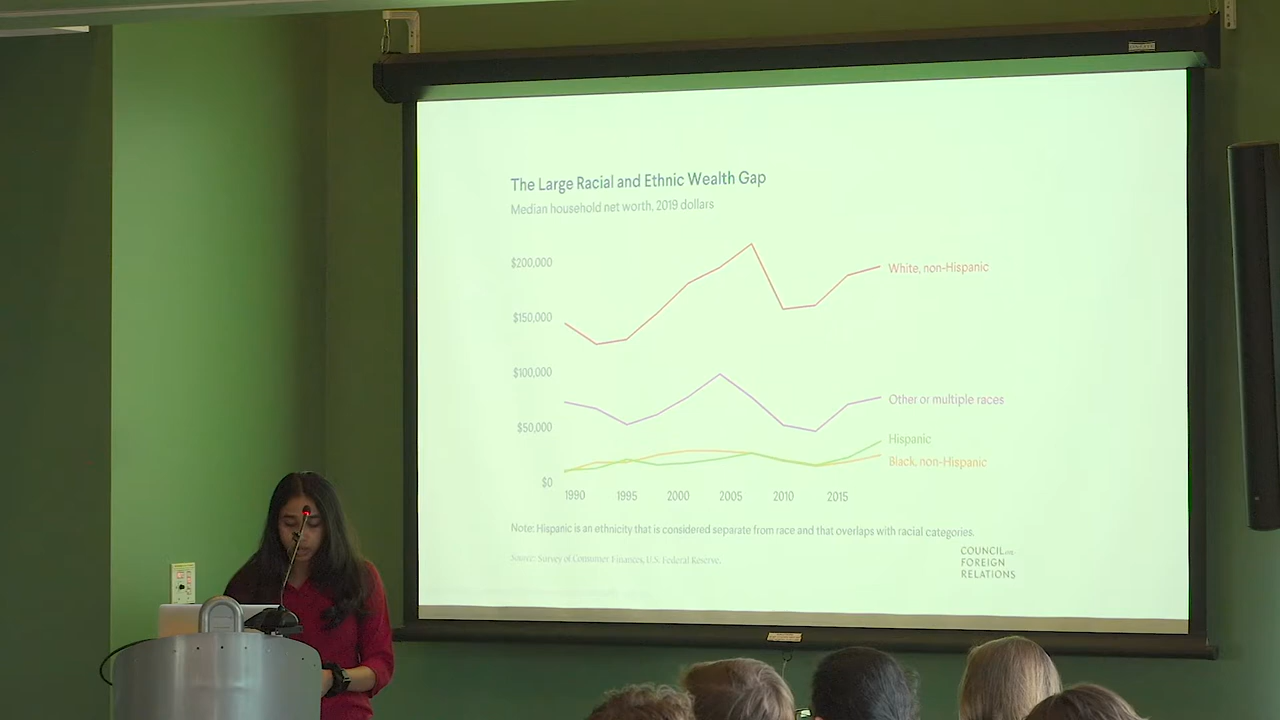 The Large Racial and Ethnic Wealth Gap
Median household net worth, 2019 dollars
$200,000
White, non-Hispanic
$150,000
$100,000
Other or multiple races
$50,000
Hispanic
Black, non-Hispanic
$0
1990 1995 2000 2005 2010 2015
Note: Hispanic is an ethnicity that is considered separate from race and that overlaps with racial categories.
Source: Survey of Consumer Finances, U.S. Federal Reserve.
COUNCIL on
FOREIGN
RELATIONS